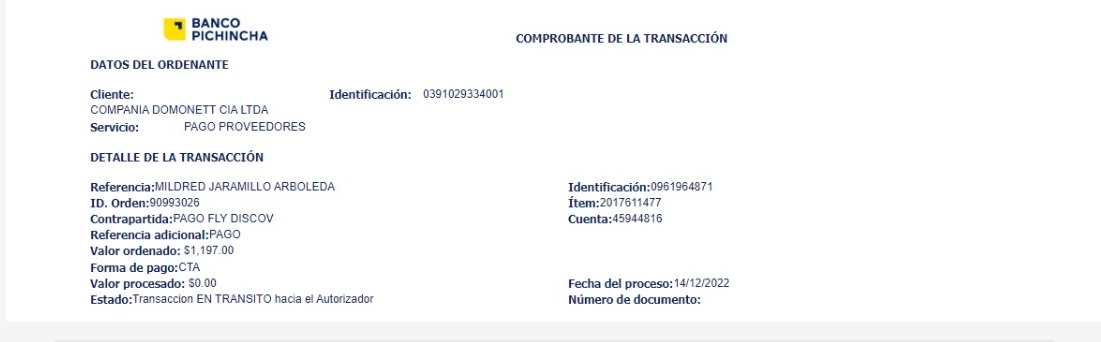 BANCO
PICHINCHA
COMPROBANTE DE LA TRANSACCIÓN
DATOS DEL ORDENANTE
Cliente: Identificación: 0391029334001
COMPANIA DOMONETT CIA LTDA
Servicio: PAGO PROVEEDORES
DETALLE DE LA TRANSACCIÓN
Referencia:MILDRED JARAMILLO ARBOLEDA Identificación:0961964871
ID. Orden:90993026 Ítem:2017611477
Contrapartida:PAGO FLY DISCOV Cuenta:45944816
Referencia adicional:PAGO
Valor ordenado: $1,197.00
Forma de pago:CTA
Valor procesado: $0.00 Fecha del proceso:14/12/2022
Estado:Transaccion EN TRANSITO hacia el Autorizador Número de documento: